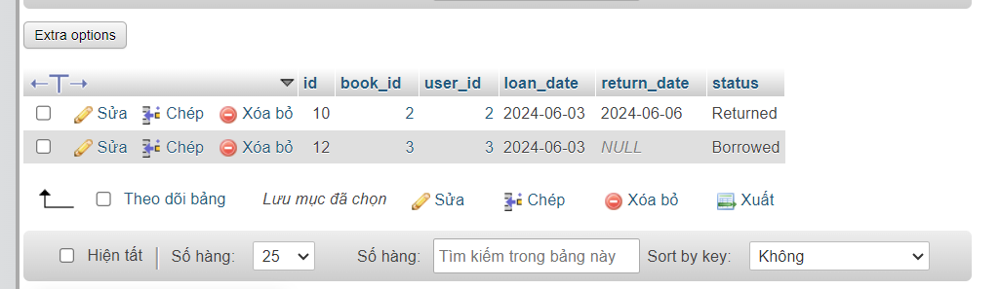 Extra options
id book_id user_id loan_date return_date status
Sửa Chép Xóa bỏ 10 2 2 2024-06-03 2024-06-06 Returned
Sửa Chép Xóa bỏ 12 3 3 2024-06-03 NULL Borrowed
Theo dõi bảng Lưu mục đã chọn Sửa Chép Xóa bỏ Xuất
Hiện tất Số hàng: 25 Số hàng: Tìm kiếm trong bảng này Sort by key: Không